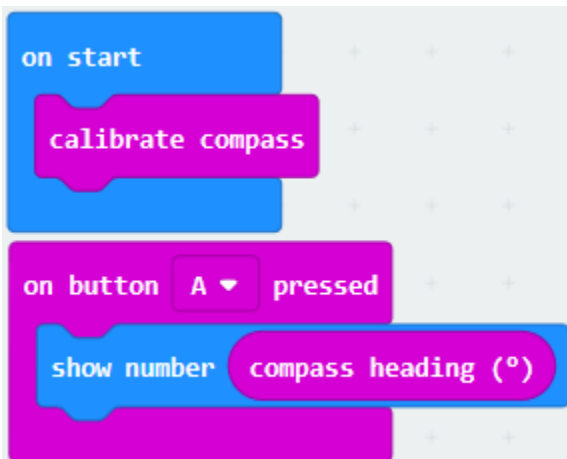 on start
calibrate compass
on button A pressed
show number compass heading (º)